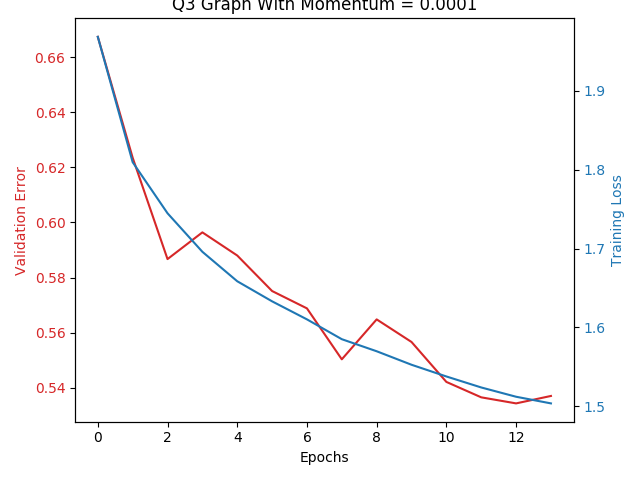 Q3 Graph With Momentum = 0.0001
0.66
0.64
0.62
0.60
0.58
0.56
0.54
Validation Error
1.9
1.8
1.7
1.6
1.5
Training Loss
0 2 4 6 8 10 12
Epochs